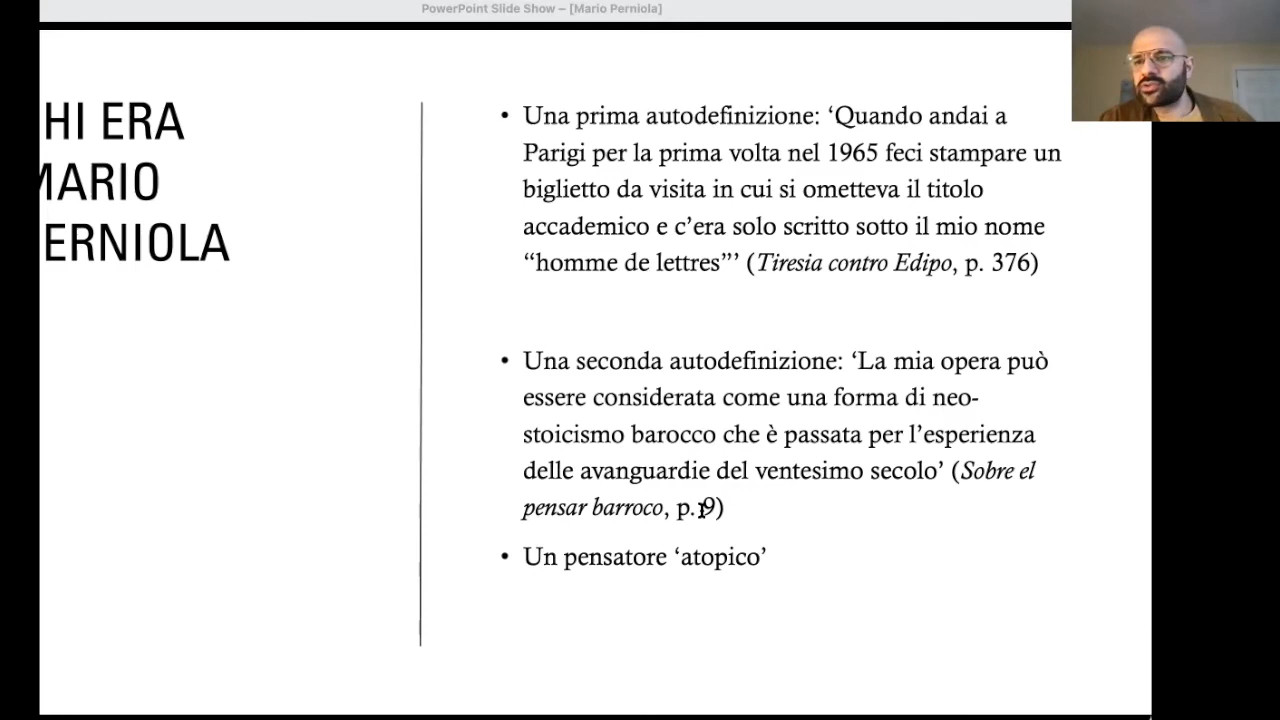 PowerPoint Slide Show – [Mario Perniola]
HI ERA
MARIO
ERNIOLA
• Una prima autodefinizione: ‘Quando andai a
Parigi per la prima volta nel 1965 feci stampare un
biglietto da visita in cui si ometteva il titolo
accademico e c’era solo scritto sotto il mio nome
“homme de lettres”’ (Tiresia contro Edipo, p. 376)
• Una seconda autodefinizione: ‘La mia opera può
essere considerata come una forma di neo-
stoicismo barocco che è passata per l’esperienza
delle avanguardie del ventesimo secolo’ (Sobre el
pensar barroco, p. 9)
• Un pensatore ‘atopico’